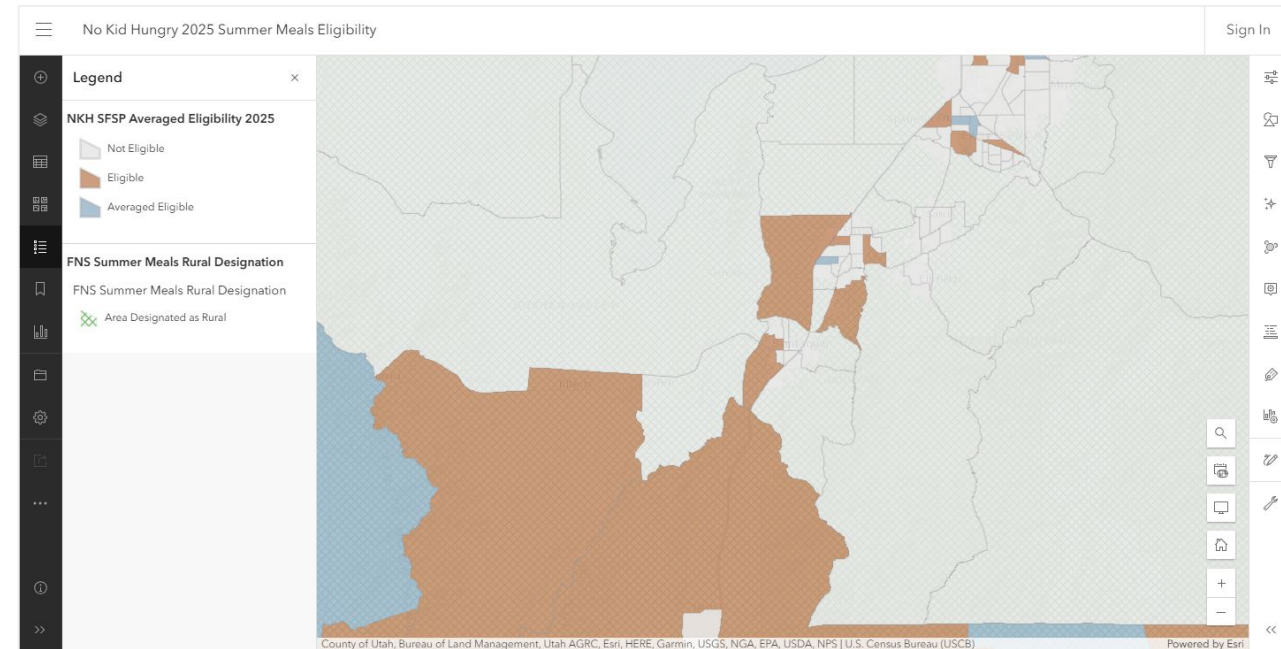 No Kid Hungry 2025 Summer Meals Eligibility
Sign In
Legend
NKH SFSP Averaged Eligibility 2025
Not Eligible
Eligible
Averaged Eligible
FNS Summer Meals Rural Designation
FNS Summer Meals Rural Designation
Area Designated as Rural
County of Utah, Bureau of Land Management, Utah AGRC, Esri, HERE, Garmin, USGS, NGA, EPA, USDA, NPS | U.S. Census Bureau (USCB)
Powered by Esri